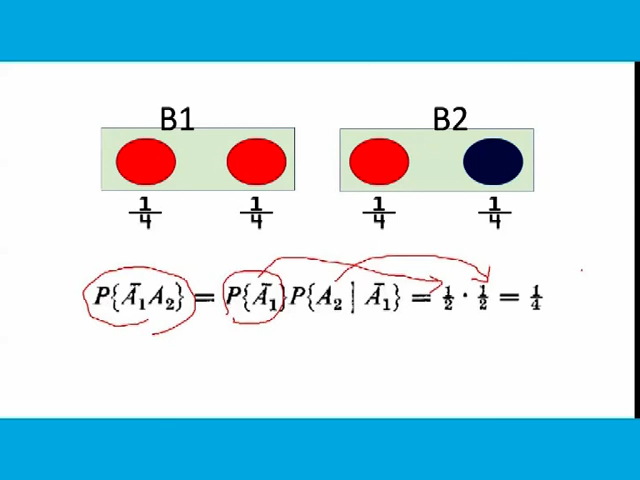 B1 B2
1/4 1/4 1/4 1/4
P{Ā₁A₂} = P{Ā₁}P{A₂ | Ā₁} = 1/2 · 1/2 = 1/4